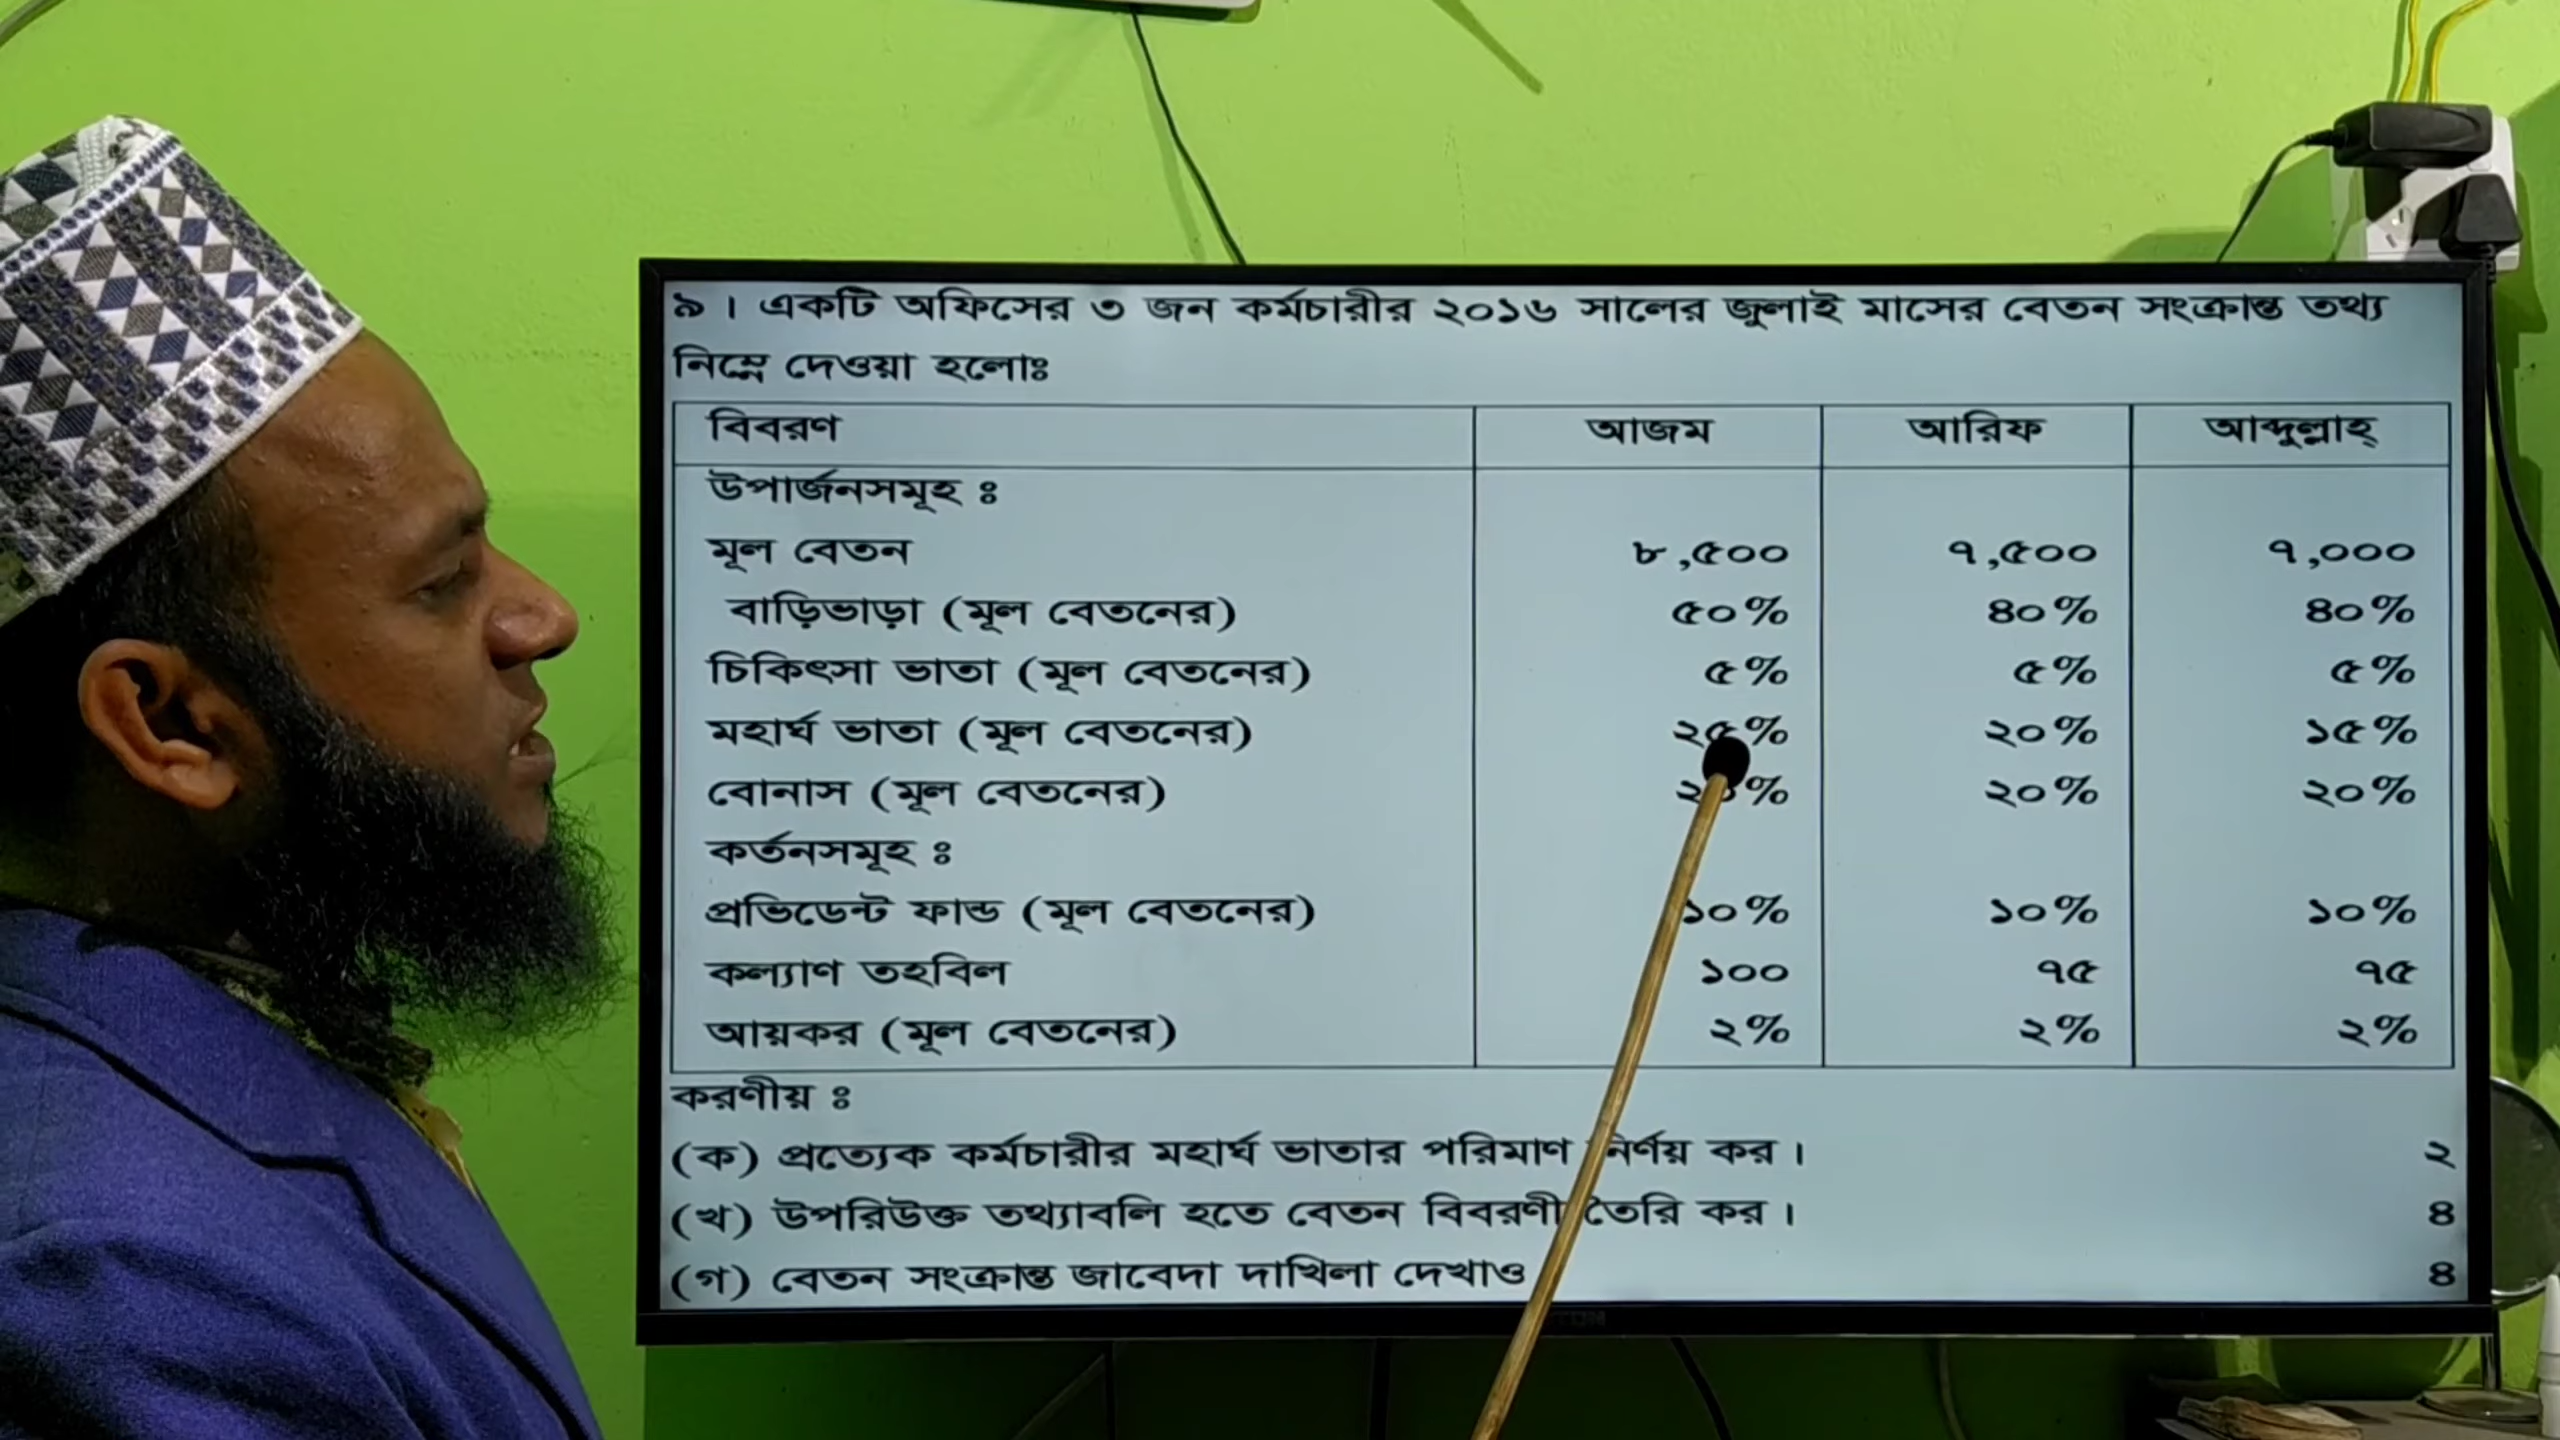 ৯। একটি অফিসের ৩ জন কর্মচারীর ২০১৬ সালের জুলাই মাসের বেতন সংক্রান্ত তথ্য
নিম্নে দেওয়া হলোঃ
বিবরণ আজম আরিফ আব্দুল্লাহ্
উপার্জনসমূহ ঃ
মূল বেতন ৮,৫০০ ৭,৫০০ ৭,০০০
বাড়িভাড়া (মূল বেতনের) ৫০% ৪০% ৪০%
চিকিৎসা ভাতা (মূল বেতনের) ৫% ৫% ৫%
মহার্ঘ ভাতা (মূল বেতনের) ২৫% ২০% ১৫%
বোনাস (মূল বেতনের) ২০% ২০%
কর্তনসমূহ ঃ
প্রভিডেন্ট ফান্ড (মূল বেতনের) ১০% ১০% ১০%
কল্যাণ তহবিল ১০০ ৭৫ ৭৫
আয়কর (মূল বেতনের) ২% ২% ২%
করণীয় ঃ
(ক) প্রত্যেক কর্মচারীর মহার্ঘ ভাতার পরিমাণ নির্ণয় কর। ২
(খ) উপরিউক্ত তথ্যাবলি হতে বেতন বিবরণী তৈরি কর। ৪
(গ) বেতন সংক্রান্ত জাবেদা দাখিলা দেখাও ৪